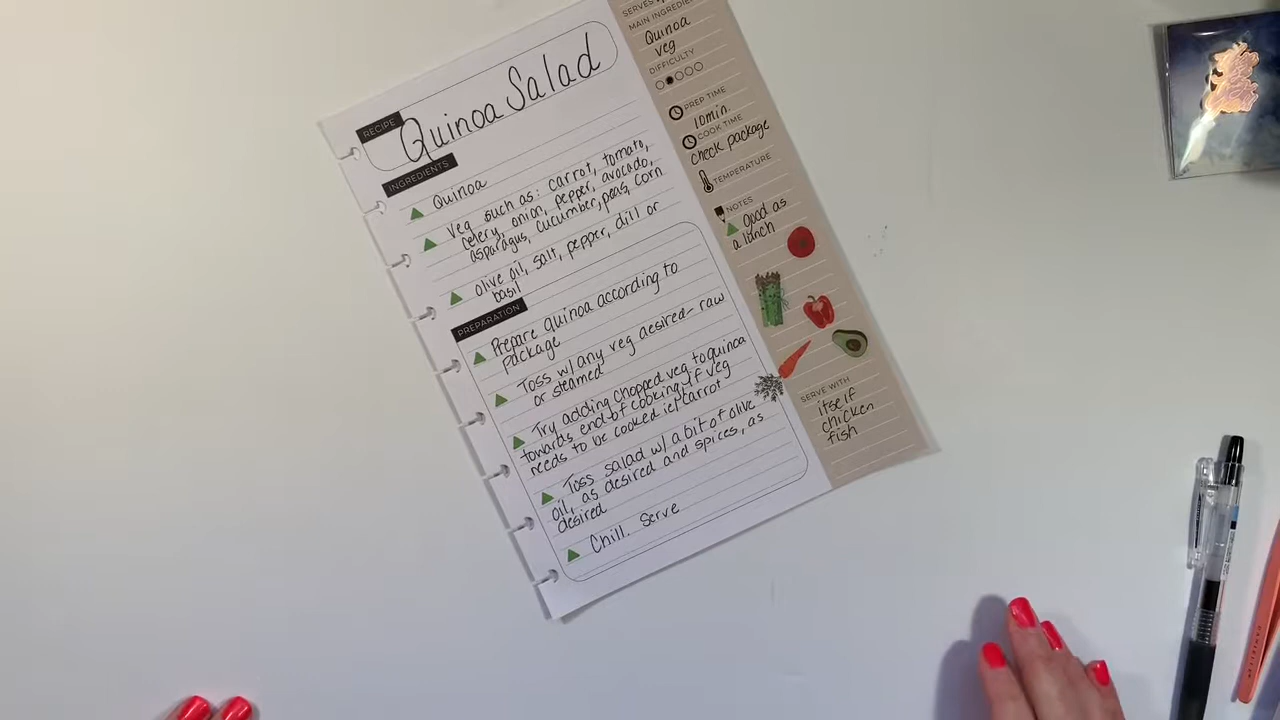 RECIPE
Quinoa Salad
INGREDIENTS
Quinoa
Veg such as: carrot, tomato,
celery, onion, pepper, avocado,
asparagus, cucumber, peas, corn
olive oil, salt, pepper, dill or
basil
PREPARATION
Prepare quinoa according to
package
Toss w/ any veg desired- raw
or steamed
Try adding chopped veg to quinoa
towards end of cooking if veg
needs to be cooked ie/ carrot
Toss salad w/ a bit of olive
oil, as desired and spices, as
desired
Chill. Serve
SERVES
MAIN INGREDIE
Quinoa
veg
DIFFICULTY
PREP TIME
10min.
COOK TIME
check package
TEMPERATURE
NOTES
good as
a lunch
SERVE WITH
itself
chicken
fish